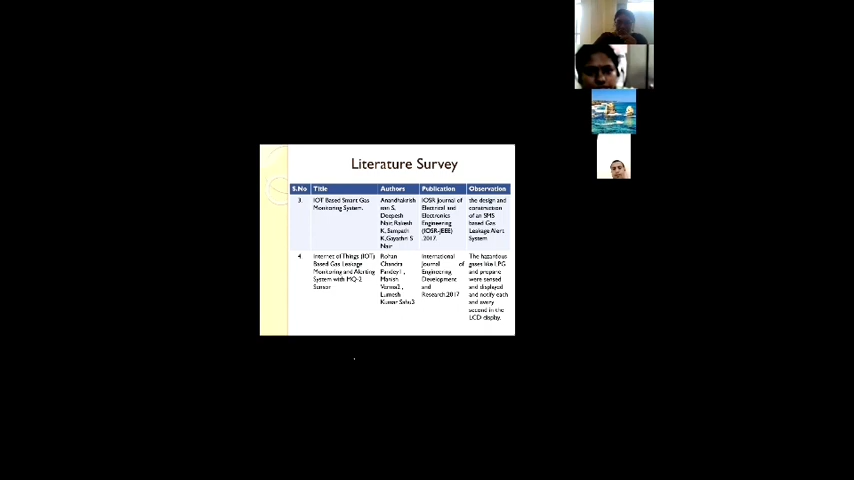 Literature Survey
S.No Title Authors Publication Observation
3 IOT Based Smart Gas Monitoring System.
Anandhakrish
nan S,
Deepesh
Nair, Rakesh
K, Sampath
K, Gayathri S
Nair
IOSR Journal of
Electrical and
Electronics
Engineering
(IOSR-JEEE)
.2017.
the design and
construction
of an SMS
based Gas
Leakage Alert
System
4. Internet of Things (IOT)
Based Gas Leakage
Monitoring and Alerting
System with MQ-2
Sensor
Rohan
Chandra
Pandey1 ,
Manish
Verma2 ,
Lumesh
Kumar Sahu3
International
Journal of
Engineering
Development
and
Research.2017
The hazardous
gases like LPG
and propane
were sensed
and displayed
and notify each
and every
second in the
LCD display.